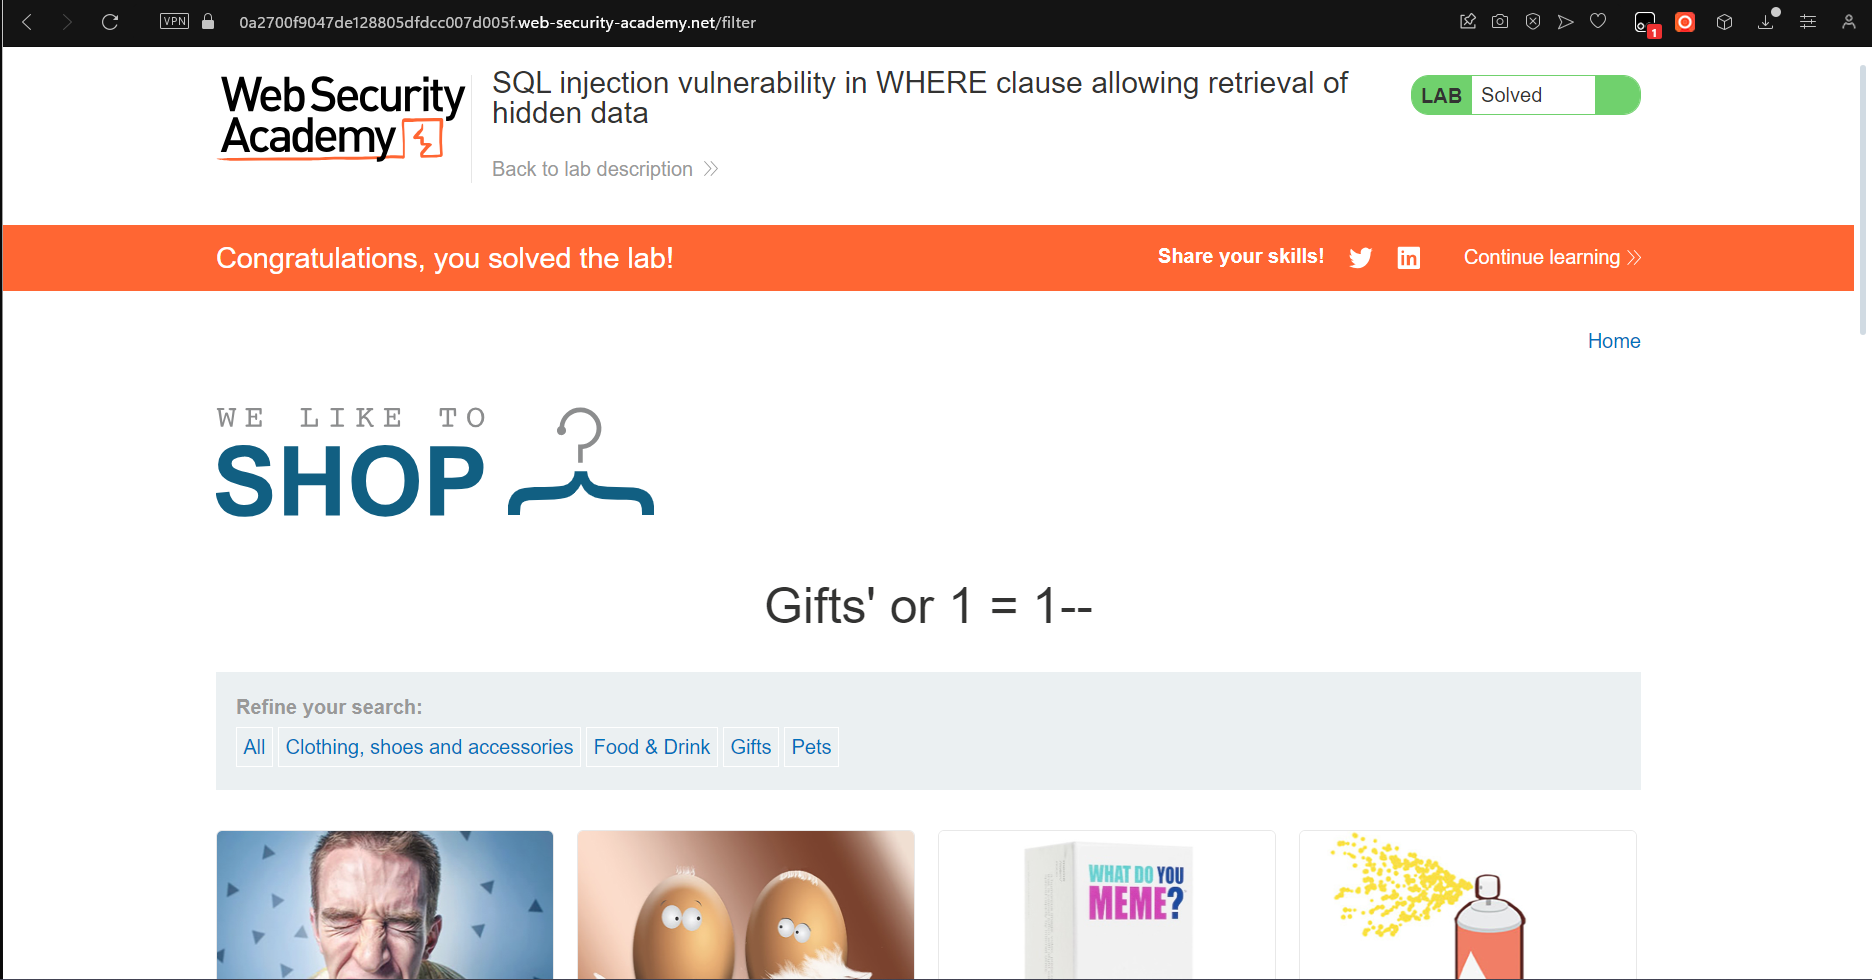 VPN
0a2700f9047de128805dfdcc007d005f.web-security-academy.net/filter
1
Web Security
Academy
SQL injection vulnerability in WHERE clause allowing retrieval of
hidden data
Back to lab description
LAB Solved
Congratulations, you solved the lab!
Share your skills!
in
Continue learning
Home
WE LIKE TO
SHOP
Gifts' or 1 = 1--
Refine your search:
All
Clothing, shoes and accessories
Food & Drink
Gifts
Pets
WHAT DO YOU
MEME?